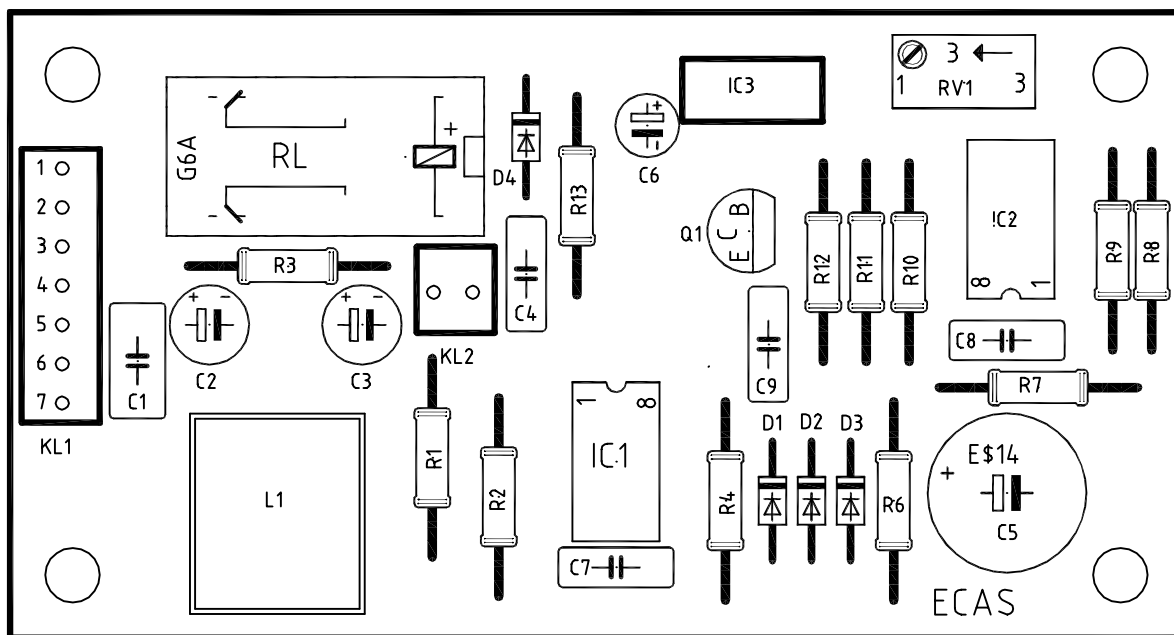 3
1
RV1
3
IC3
G6A
RL
+
D4
R13
+
-
C6
1
2
3
4
5
6
7
KL1
R3
+ -
C2
+ -
C3
C4
KL2
Q1
E C B
R12
R11
R10
IC2
8 1
R9
R8
C1
C9
C8
R7
L1
R1
R2
1 8
IC1
C7
R4
D1
D2
D3
R6
E$14
+
C5
ECAS